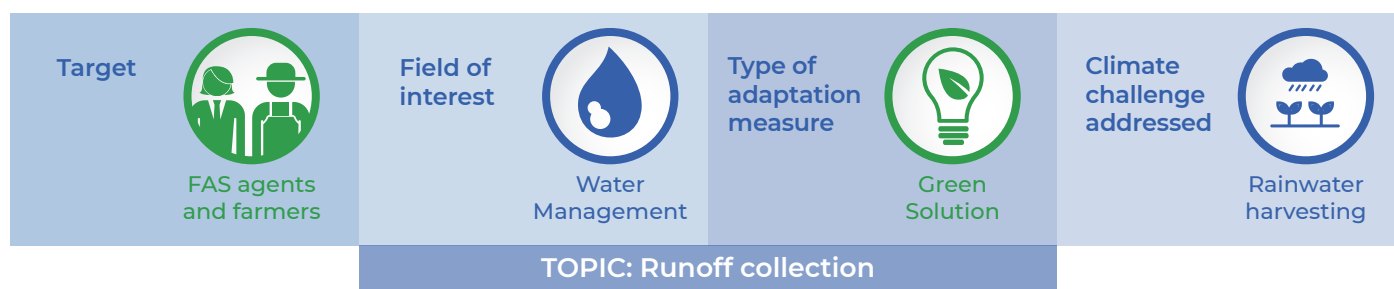 Target
FAS agents
and farmers
Field of
interest
Water
Management
Type of
adaptation
measure
Green
Solution
Climate
challenge
addressed
Rainwater
harvesting
TOPIC: Runoff collection